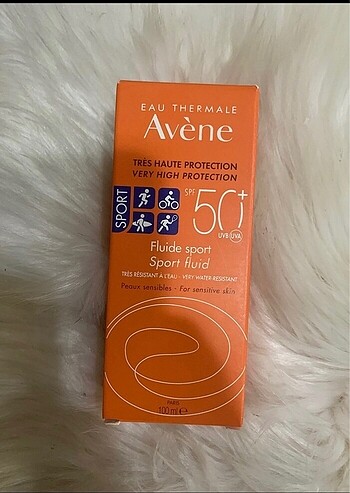 EAU THERMALE
Avène
TRÈS HAUTE PROTECTION
VERY HIGH PROTECTION
SPORT
SPF 50+
UVB UVA
Fluide sport
Sport fluid
TRÈS RÉSISTANT À L'EAU - VERY WATER-RESISTANT
Peaux sensibles - For sensitive skin
PARIS
100 ml ℮